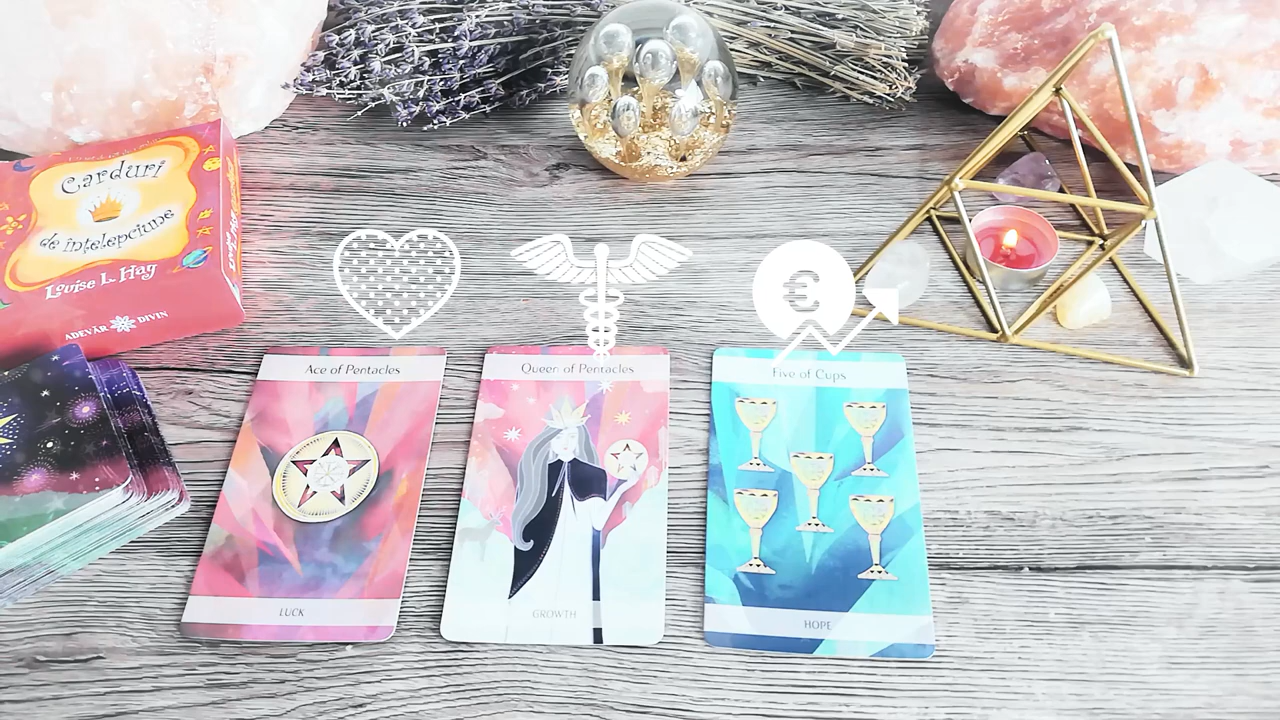 Carduri
de înțelepciune
Louise L. Hay
ADEVĂR DIVIN
Ace of Pentacles
LUCK
Queen of Pentacles
GROWTH
€
Five of Cups
HOPE